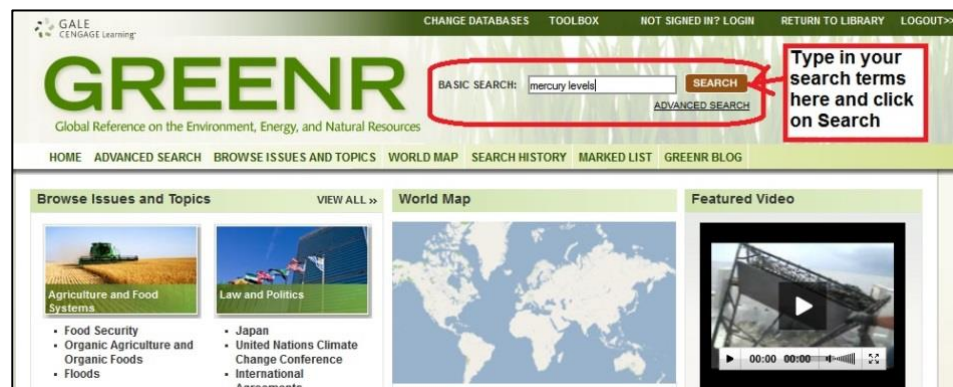 GALE
CENGAGE Learning
CHANGE DATABASES TOOLBOX NOT SIGNED IN? LOGIN RETURN TO LIBRARY LOGOUT>>
GREENR
Global Reference on the Environment, Energy, and Natural Resources
BASIC SEARCH: mercury levels SEARCH
ADVANCED SEARCH
Type in your
search terms
here and click
on Search
HOME ADVANCED SEARCH BROWSE ISSUES AND TOPICS WORLD MAP SEARCH HISTORY MARKED LIST GREENR BLOG
Browse Issues and Topics VIEW ALL »
Agriculture and Food
Systems
• Food Security
• Organic Agriculture and
Organic Foods
• Floods
Law and Politics
• Japan
• United Nations Climate
Change Conference
• International
Agreements
World Map
Featured Video
00:00 00:00